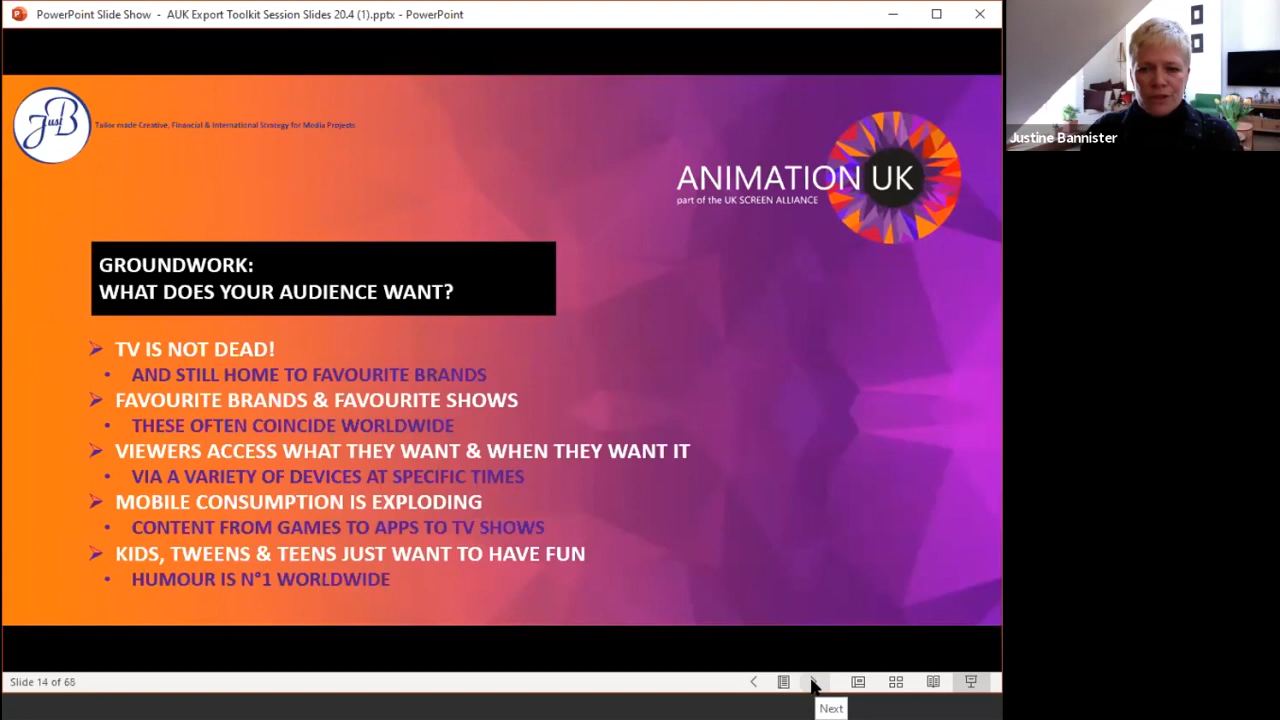 PowerPoint Slide Show - AUK Export Toolkit Session Slides 20.4 (1).pptx - PowerPoint
Just B
Tailor made Creative, Financial & International Strategy for Media Projects
ANIMATION UK
part of the UK SCREEN ALLIANCE
Justine Bannister
GROUNDWORK:
WHAT DOES YOUR AUDIENCE WANT?
TV IS NOT DEAD!
AND STILL HOME TO FAVOURITE BRANDS
FAVOURITE BRANDS & FAVOURITE SHOWS
THESE OFTEN COINCIDE WORLDWIDE
VIEWERS ACCESS WHAT THEY WANT & WHEN THEY WANT IT
VIA A VARIETY OF DEVICES AT SPECIFIC TIMES
MOBILE CONSUMPTION IS EXPLODING
CONTENT FROM GAMES TO APPS TO TV SHOWS
KIDS, TWEENS & TEENS JUST WANT TO HAVE FUN
HUMOUR IS N°1 WORLDWIDE
Slide 14 of 68
Next